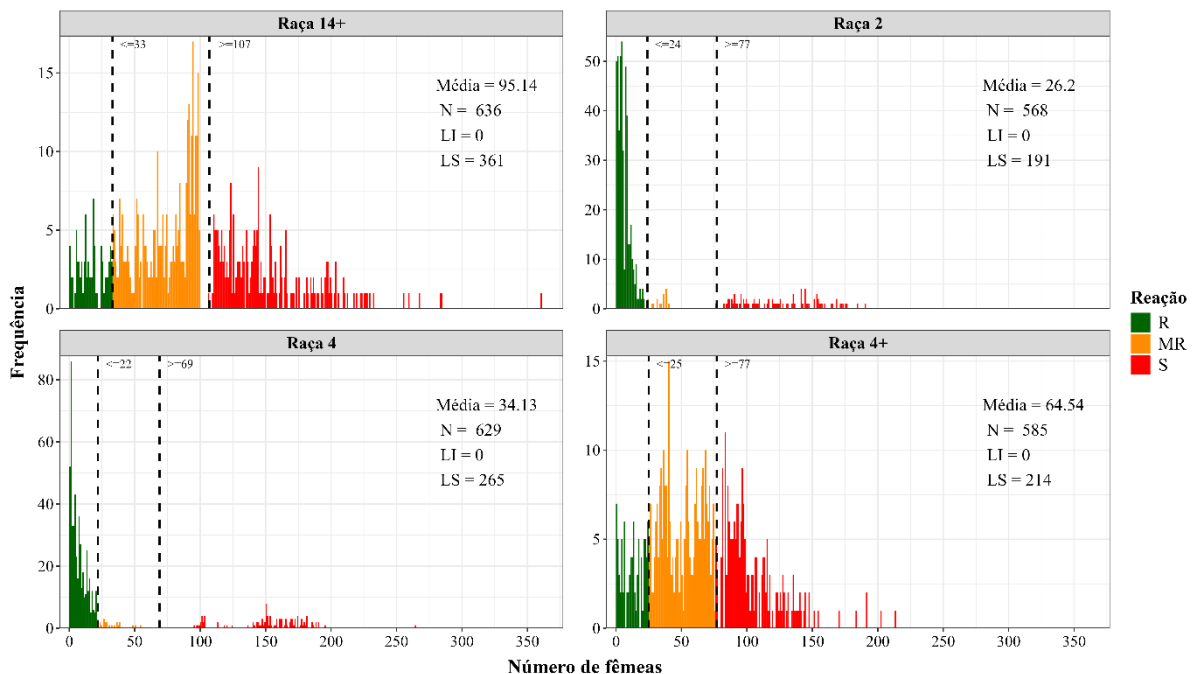 Raça 14+
<=33
>=107
Média = 95.14
N = 636
LI = 0
LS = 361
15
10
5
0
Raça 2
<=24
>=77
Média = 26.2
N = 568
LI = 0
LS = 191
50
40
30
20
10
0
Raça 4
<=22
>=69
Média = 34.13
N = 629
LI = 0
LS = 265
80
60
40
20
0
0 50 100 150 200 250 300 350
Raça 4+
<=25
>=77
Média = 64.54
N = 585
LI = 0
LS = 214
15
10
5
0
0 50 100 150 200 250 300 350
Frequência
Número de fêmeas
Reação
R
MR
S